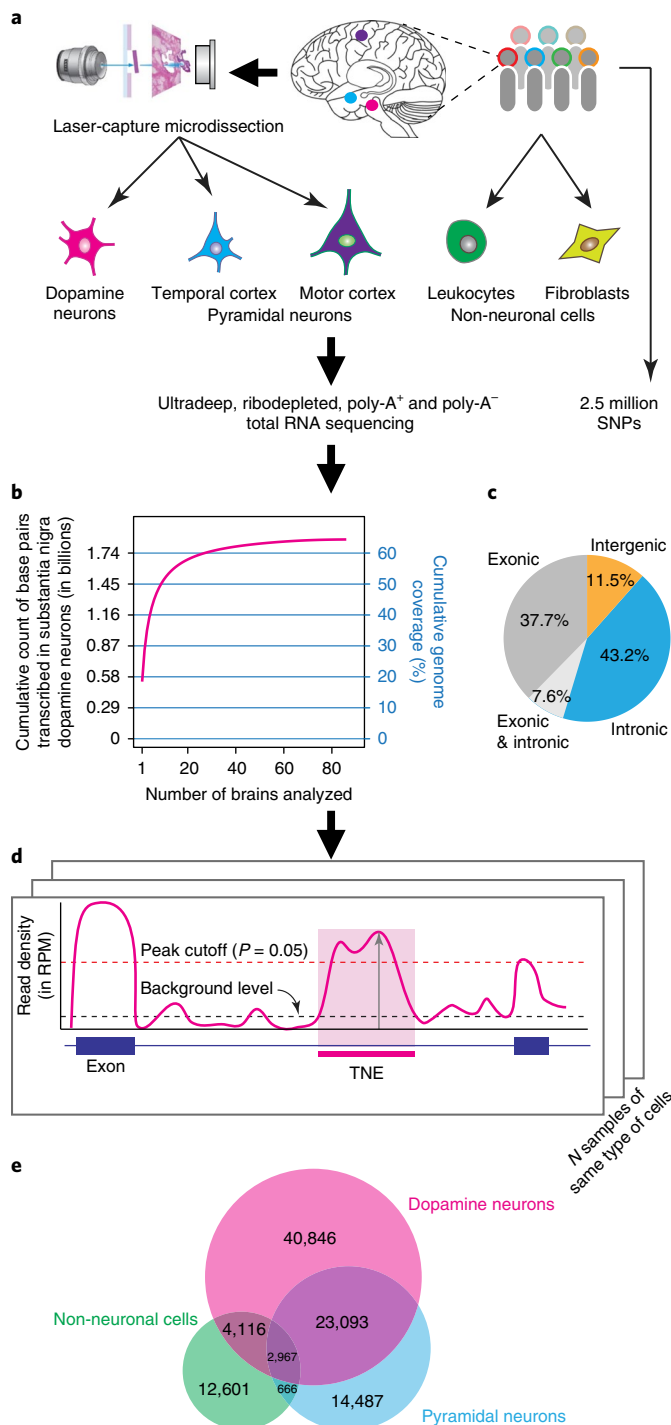 a
Laser-capture microdissection
Dopamine
neurons
Temporal cortex
Motor cortex
Pyramidal neurons
Leukocytes
Fibroblasts
Non-neuronal cells
Ultradeep, ribodepleted, poly-A⁺ and poly-A⁻
total RNA sequencing
2.5 million
SNPs
b
Cumulative count of base pairs
transcribed in substantia nigra
dopamine neurons (in billions)
1.74
1.45
1.16
0.87
0.58
0.29
0
60
50
40
30
20
10
0
Cumulative genome
coverage (%)
1 20 40 60 80
Number of brains analyzed
c
Exonic
37.7%
Intergenic
11.5%
43.2%
Intronic
7.6%
Exonic
& intronic
d
Read density
(in RPM)
Peak cutoff (P = 0.05)
Background level
Exon
TNE
N samples of
same type of cells
e
Dopamine neurons
40,846
Non-neuronal cells
4,116
23,093
2,967
12,601
666
14,487
Pyramidal neurons